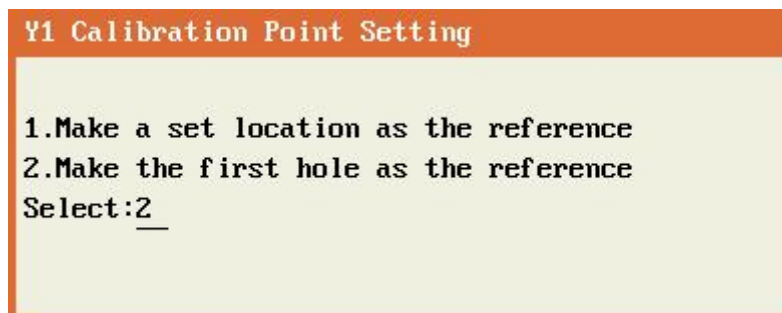 Y1 Calibration Point Setting
1.Make a set location as the reference
2.Make the first hole as the reference
Select:2